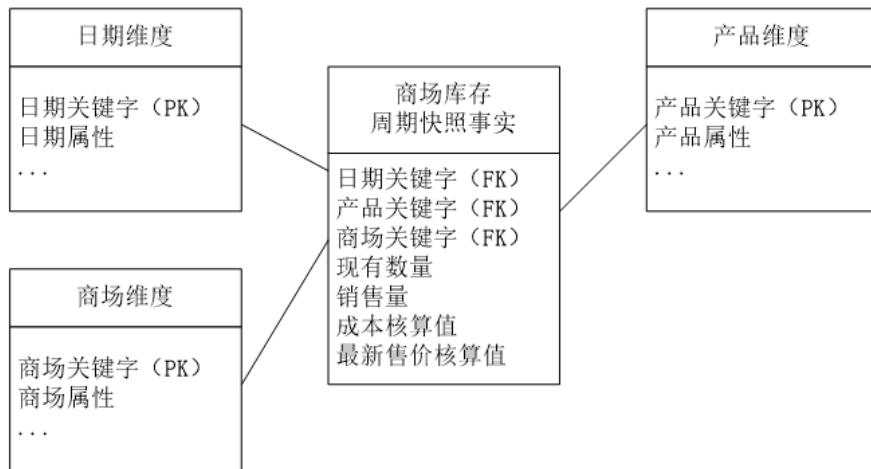 日期维度
日期关键字（PK）
日期属性
...
商场维度
商场关键字（PK）
商场属性
...
商场库存
周期快照事实
日期关键字（FK）
产品关键字（FK）
商场关键字（FK）
现有数量
销售量
成本核算值
最新售价核算值
产品维度
产品关键字（PK）
产品属性
...